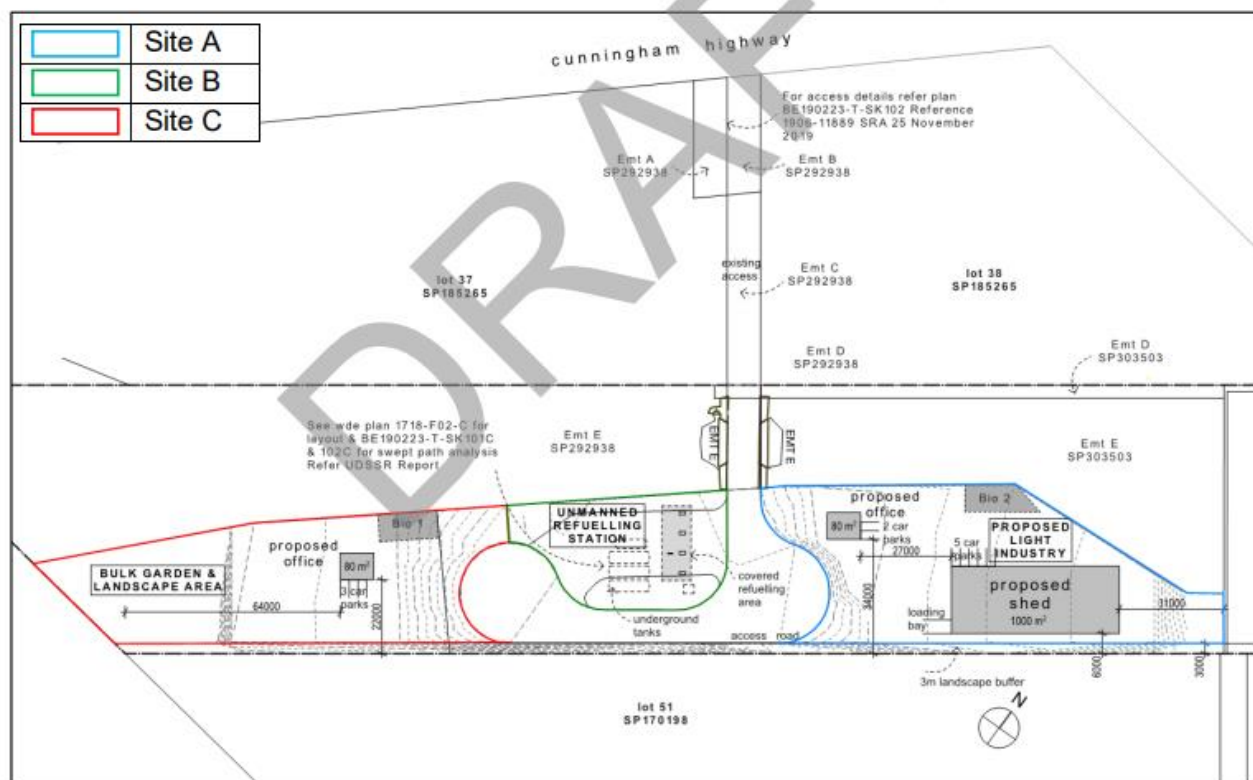 Site A
Site B
Site C
DRAF
cunningham highway
For access details refer plan
BE190223-T-SK102 Reference
1906-11889 SRA 25 November
2019
Emt A
SP292938
Emt B
SP292938
existing
access
Emt C
SP292938
lot 37
SP185265
lot 38
SP185265
Emt D
SP292938
Emt D
SP303503
See wde plan 1718-F02-C for
layout & BE190223-T-SK101C
& 102C for swept path analysis
Refer UDSSR Report
Emt E
SP292938
EMT E
EMT E
Emt E
SP303503
Bio 1
UNMANNED
REFUELLING
STATION
proposed
office
Bio 2
80 m²
2 car
parks
PROPOSED
LIGHT
INDUSTRY
proposed
office
BULK GARDEN &
LANDSCAPE AREA
80 m²
3 car
parks
64000
22000
covered
refuelling
area
underground
tanks
access road
27000
5 car
parks
34000
loading
bay
proposed
shed
1000 m²
31000
6000
3000
3m landscape buffer
lot 51
SP170198
N